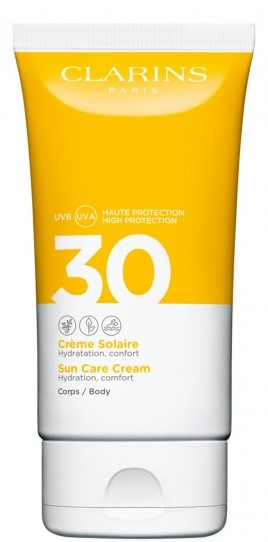 CLARINS
PARIS
UVB UVA HAUTE PROTECTION
HIGH PROTECTION
30
Crème Solaire
Hydratation, confort
Sun Care Cream
Hydration, comfort
Corps / Body